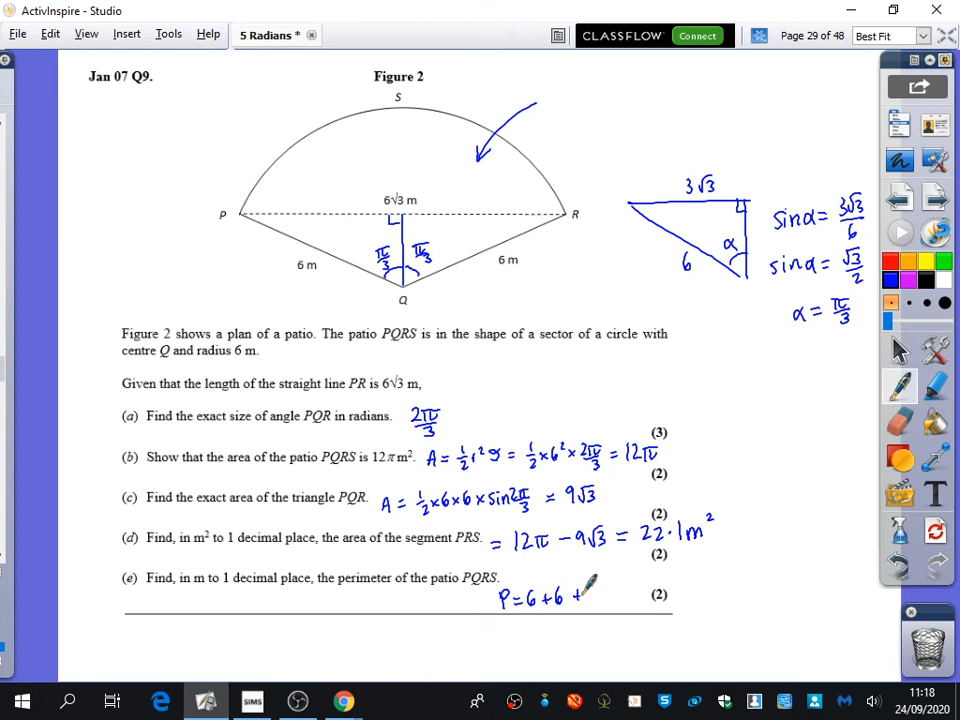 ActivInspire - Studio
File Edit View Insert Tools Help
5 Radians *
CLASSFLOW Connect
Page 29 of 48
Best Fit
Jan 07 Q9.
Figure 2
S
6√3 m
P
R
π/3
π/3
6 m
6 m
Q
3√3
α
6
sinα = 3√3/6
sinα = √3/2
α = π/3
Figure 2 shows a plan of a patio. The patio PQRS is in the shape of a sector of a circle with
centre Q and radius 6 m.
Given that the length of the straight line PR is 6√3 m,
(a) Find the exact size of angle PQR in radians. 2π/3
(3)
(b) Show that the area of the patio PQRS is 12π m². A = ½r²θ = ½×6²×2π/3 = 12π
(2)
(c) Find the exact area of the triangle PQR. A = ½×6×6×sin2π/3 = 9√3
(2)
(d) Find, in m² to 1 decimal place, the area of the segment PRS. = 12π − 9√3 = 22.1m²
(2)
(e) Find, in m to 1 decimal place, the perimeter of the patio PQRS.
P = 6 + 6 +
(2)
SIMS
11:18
24/09/2020